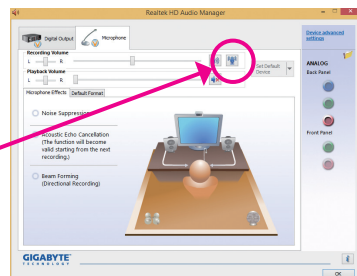 Realtek HD Audio Manager
Digital Output
Microphone
Device advanced
settings
Recording Volume
L
R
Set Default
Device
Playback Volume
L
R
ANALOG
Back Panel
Microphone Effects
Default Format
Noise Suppression
Acoustic Echo Cancellation
(The function will become
valid starting from the next
recording.)
Front Panel
Beam Forming
(Directional Recording)
GIGABYTE
TECHNOLOGY
OK